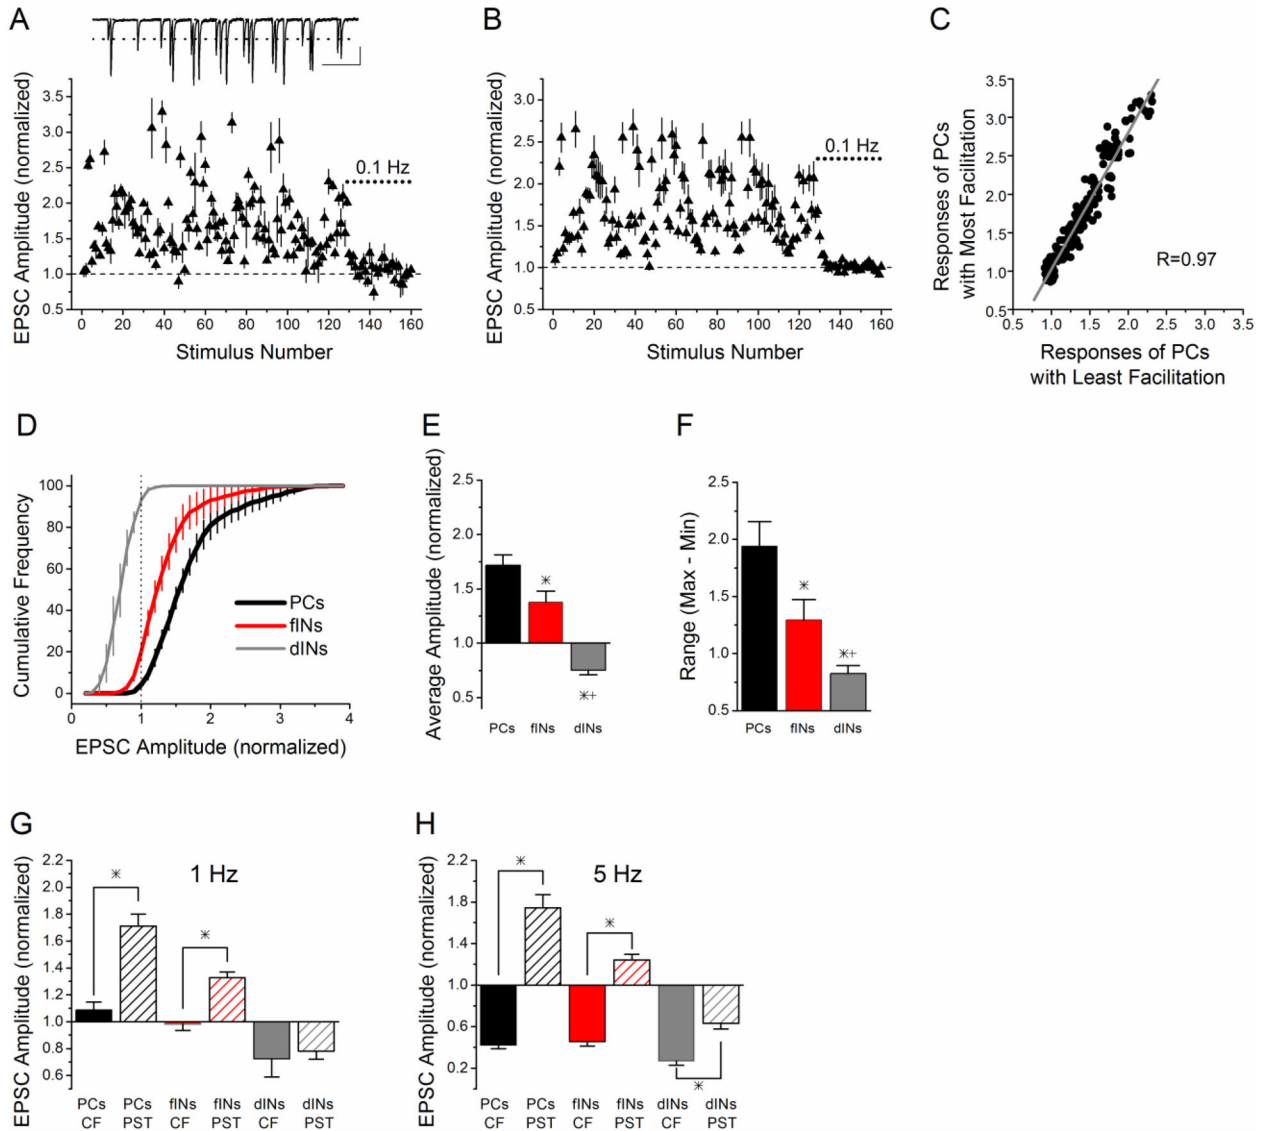 A
B
C
EPSC Amplitude (normalized)
3.5
3.0
2.5
2.0
1.5
1.0
0.5
0.1 Hz
0 20 40 60 80 100 120 140 160
Stimulus Number
EPSC Amplitude (normalized)
3.0
2.5
2.0
1.5
1.0
0.5
0.1 Hz
0 20 40 60 80 100 120 140 160
Stimulus Number
Responses of PCs
with Most Facilitation
3.5
3.0
2.5
2.0
1.5
1.0
0.5
R=0.97
0.5 1.0 1.5 2.0 2.5 3.0 3.5
Responses of PCs
with Least Facilitation
D
E
F
Cumulative Frequency
100
80
60
40
20
0
PCs
fINs
dINs
0 1 2 3 4
EPSC Amplitude (normalized)
Average Amplitude (normalized)
2.5
2.0
1.5
1.0
0.5
*
*+
PCs fINs dINs
Range (Max - Min)
2.5
2.0
1.5
1.0
0.5
*
*+
PCs fINs dINs
G
H
EPSC Amplitude (normalized)
2.2
2.0
1.8
1.6
1.4
1.2
1.0
0.8
0.6
1 Hz
*
*
PCs PCs fINs fINs dINs dINs
CF PST CF PST CF PST
EPSC Amplitude (normalized)
2.2
1.8
1.4
1.0
0.6
0.2
5 Hz
*
*
*
PCs PCs fINs fINs dINs dINs
CF PST CF PST CF PST